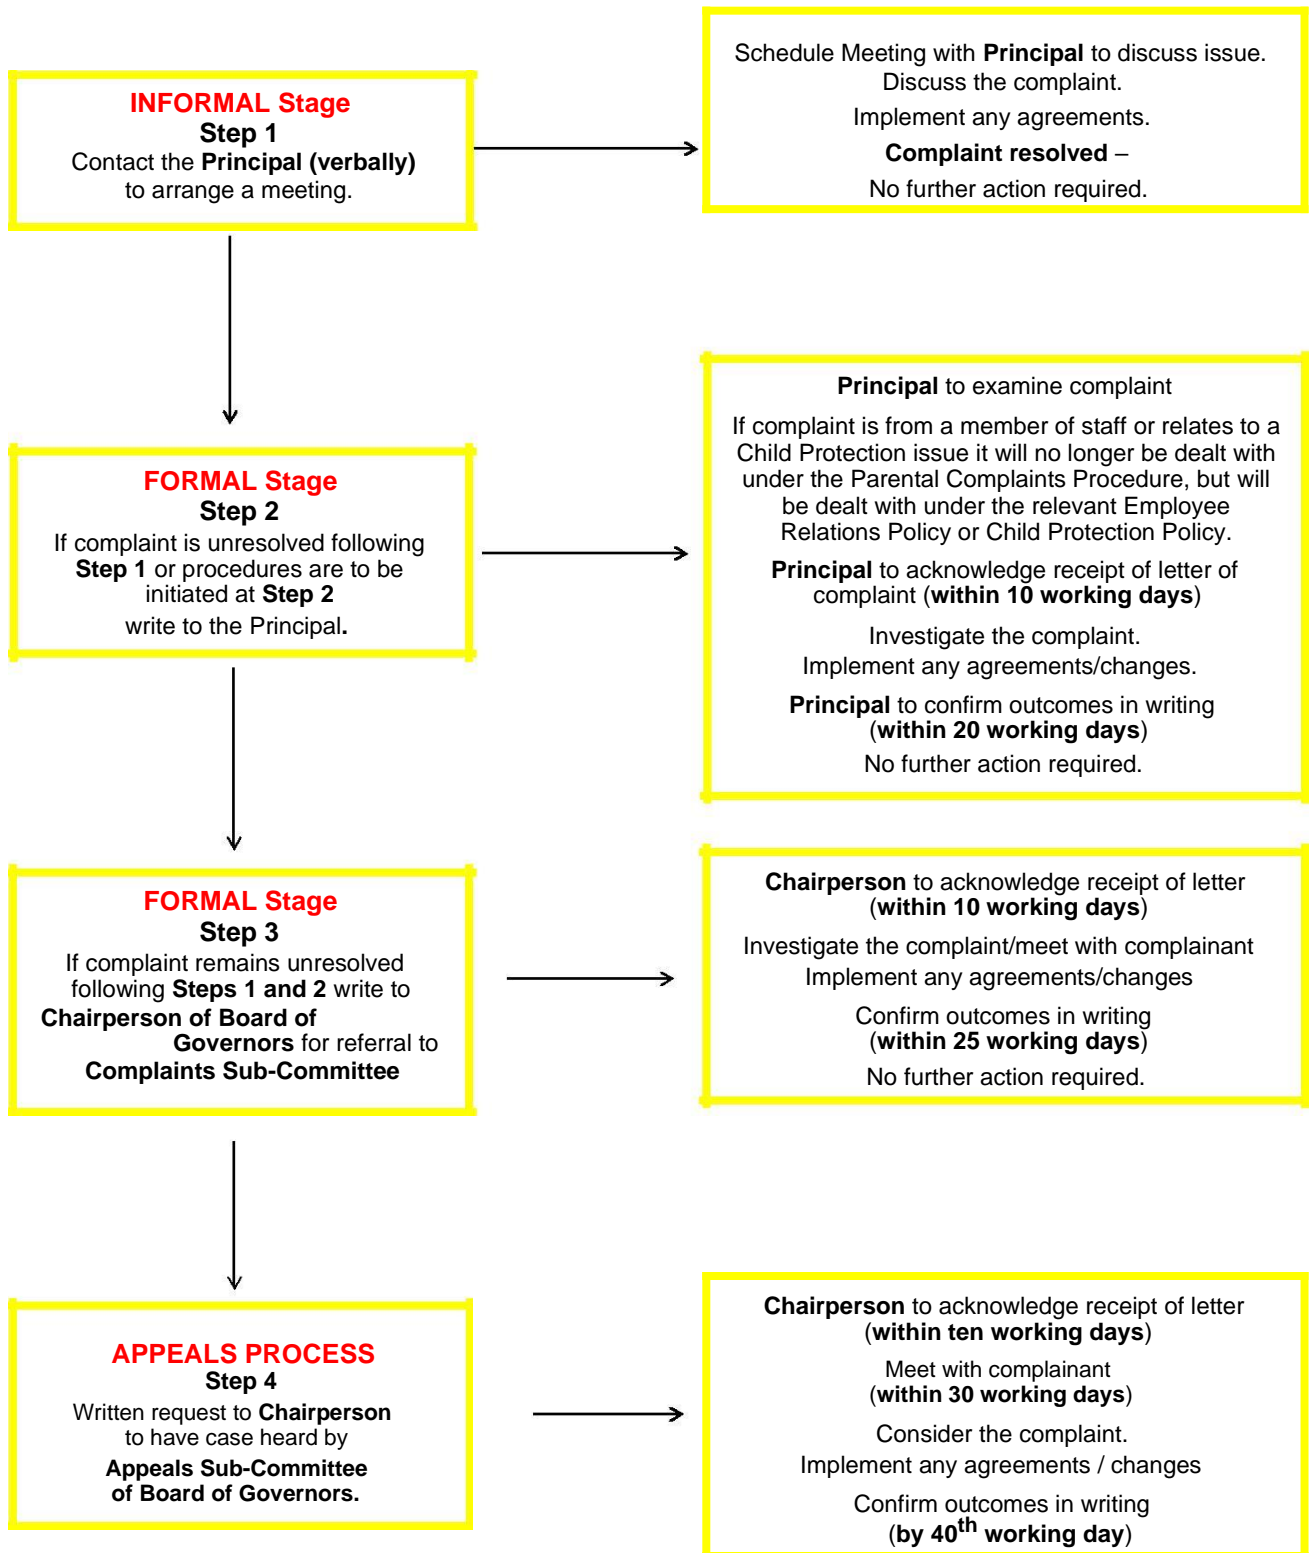 INFORMAL Stage
Step 1
Contact the Principal (verbally)
to arrange a meeting.
Schedule Meeting with Principal to discuss issue.
Discuss the complaint.
Implement any agreements.
Complaint resolved –
No further action required.
FORMAL Stage
Step 2
If complaint is unresolved following
Step 1 or procedures are to be
initiated at Step 2
write to the Principal.
Principal to examine complaint
If complaint is from a member of staff or relates to a
Child Protection issue it will no longer be dealt with
under the Parental Complaints Procedure, but will
be dealt with under the relevant Employee
Relations Policy or Child Protection Policy.
Principal to acknowledge receipt of letter of
complaint (within 10 working days)
Investigate the complaint.
Implement any agreements/changes.
Principal to confirm outcomes in writing
(within 20 working days)
No further action required.
FORMAL Stage
Step 3
If complaint remains unresolved
following Steps 1 and 2 write to
Chairperson of Board of
Governors for referral to
Complaints Sub-Committee
Chairperson to acknowledge receipt of letter
(within 10 working days)
Investigate the complaint/meet with complainant
Implement any agreements/changes
Confirm outcomes in writing
(within 25 working days)
No further action required.
APPEALS PROCESS
Step 4
Written request to Chairperson
to have case heard by
Appeals Sub-Committee
of Board of Governors.
Chairperson to acknowledge receipt of letter
(within ten working days)
Meet with complainant
(within 30 working days)
Consider the complaint.
Implement any agreements / changes
Confirm outcomes in writing
(by 40th working day)